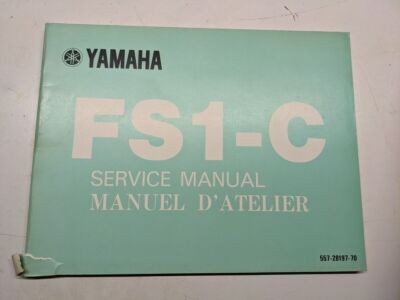 YAMAHA
FS1-C
SERVICE MANUAL
MANUEL D'ATELIER
557-28197-70